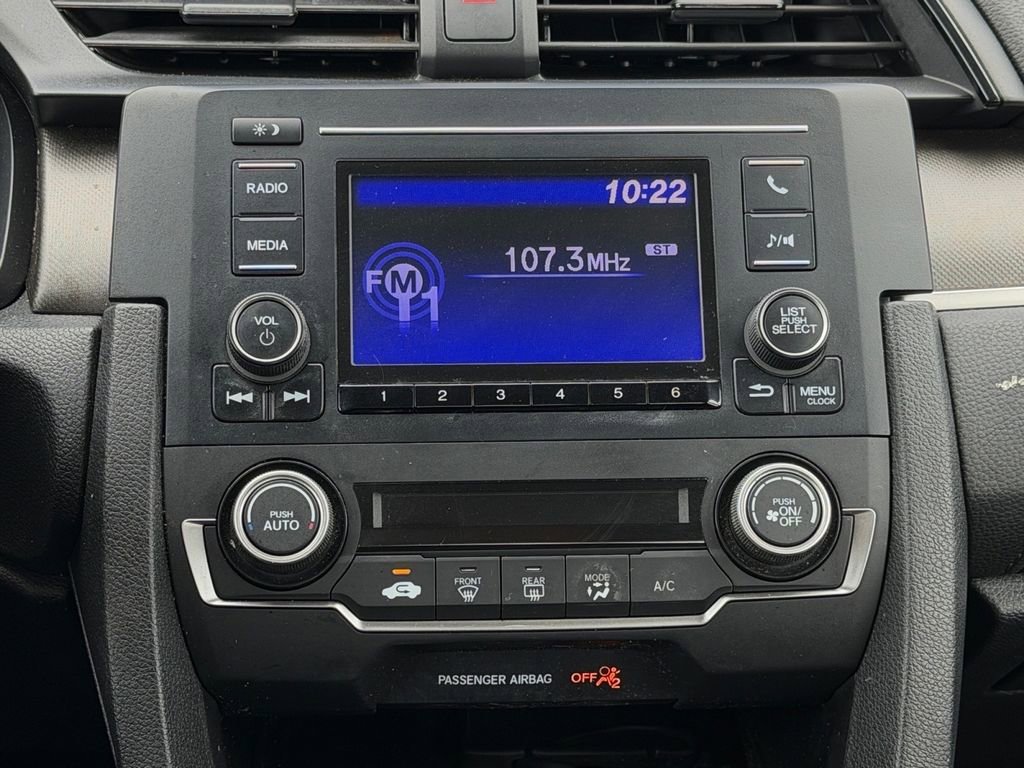 10:22
RADIO
MEDIA
107.3MHz
ST
FM
1
VOL
LIST
PUSH
SELECT
1 2 3 4 5 6
MENU
CLOCK
PUSH
AUTO
PUSH
ON/
OFF
FRONT
REAR
MODE
A/C
PASSENGER AIRBAG
OFF
2